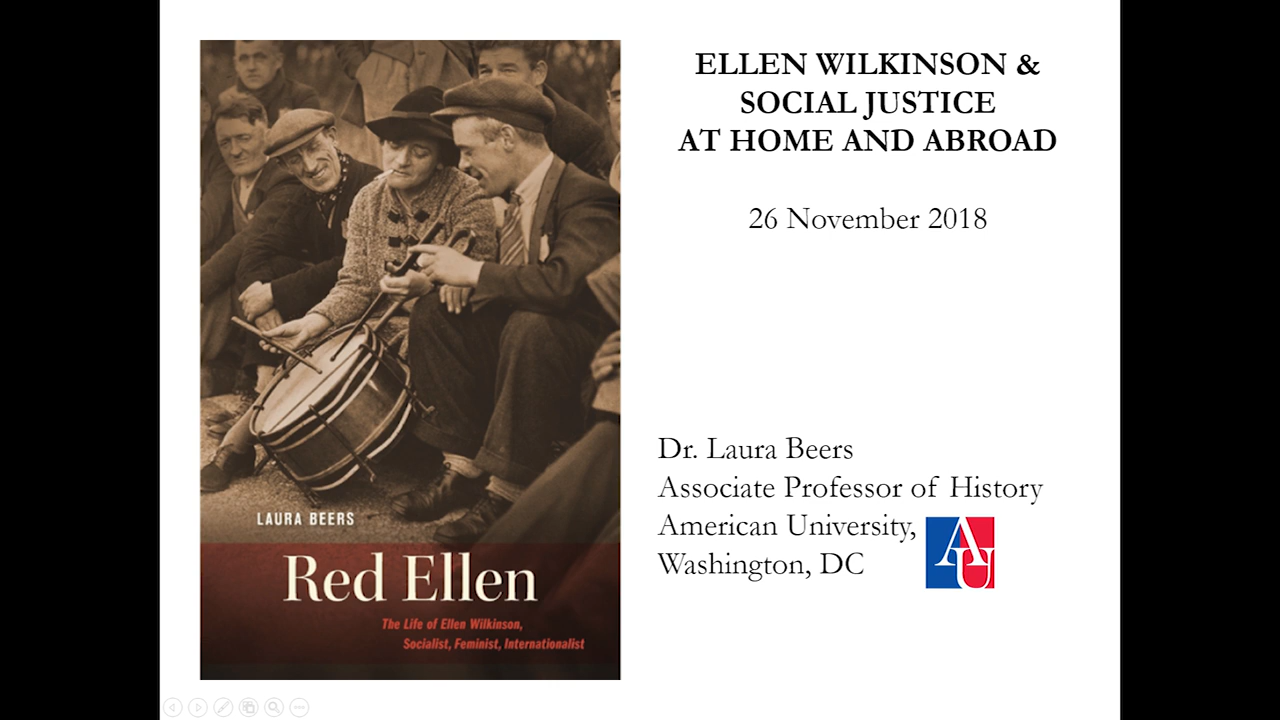 ELLEN WILKINSON &
SOCIAL JUSTICE
AT HOME AND ABROAD
26 November 2018
Dr. Laura Beers
Associate Professor of History
American University,
Washington, DC
AU
LAURA BEERS
Red Ellen
The Life of Ellen Wilkinson,
Socialist, Feminist, Internationalist